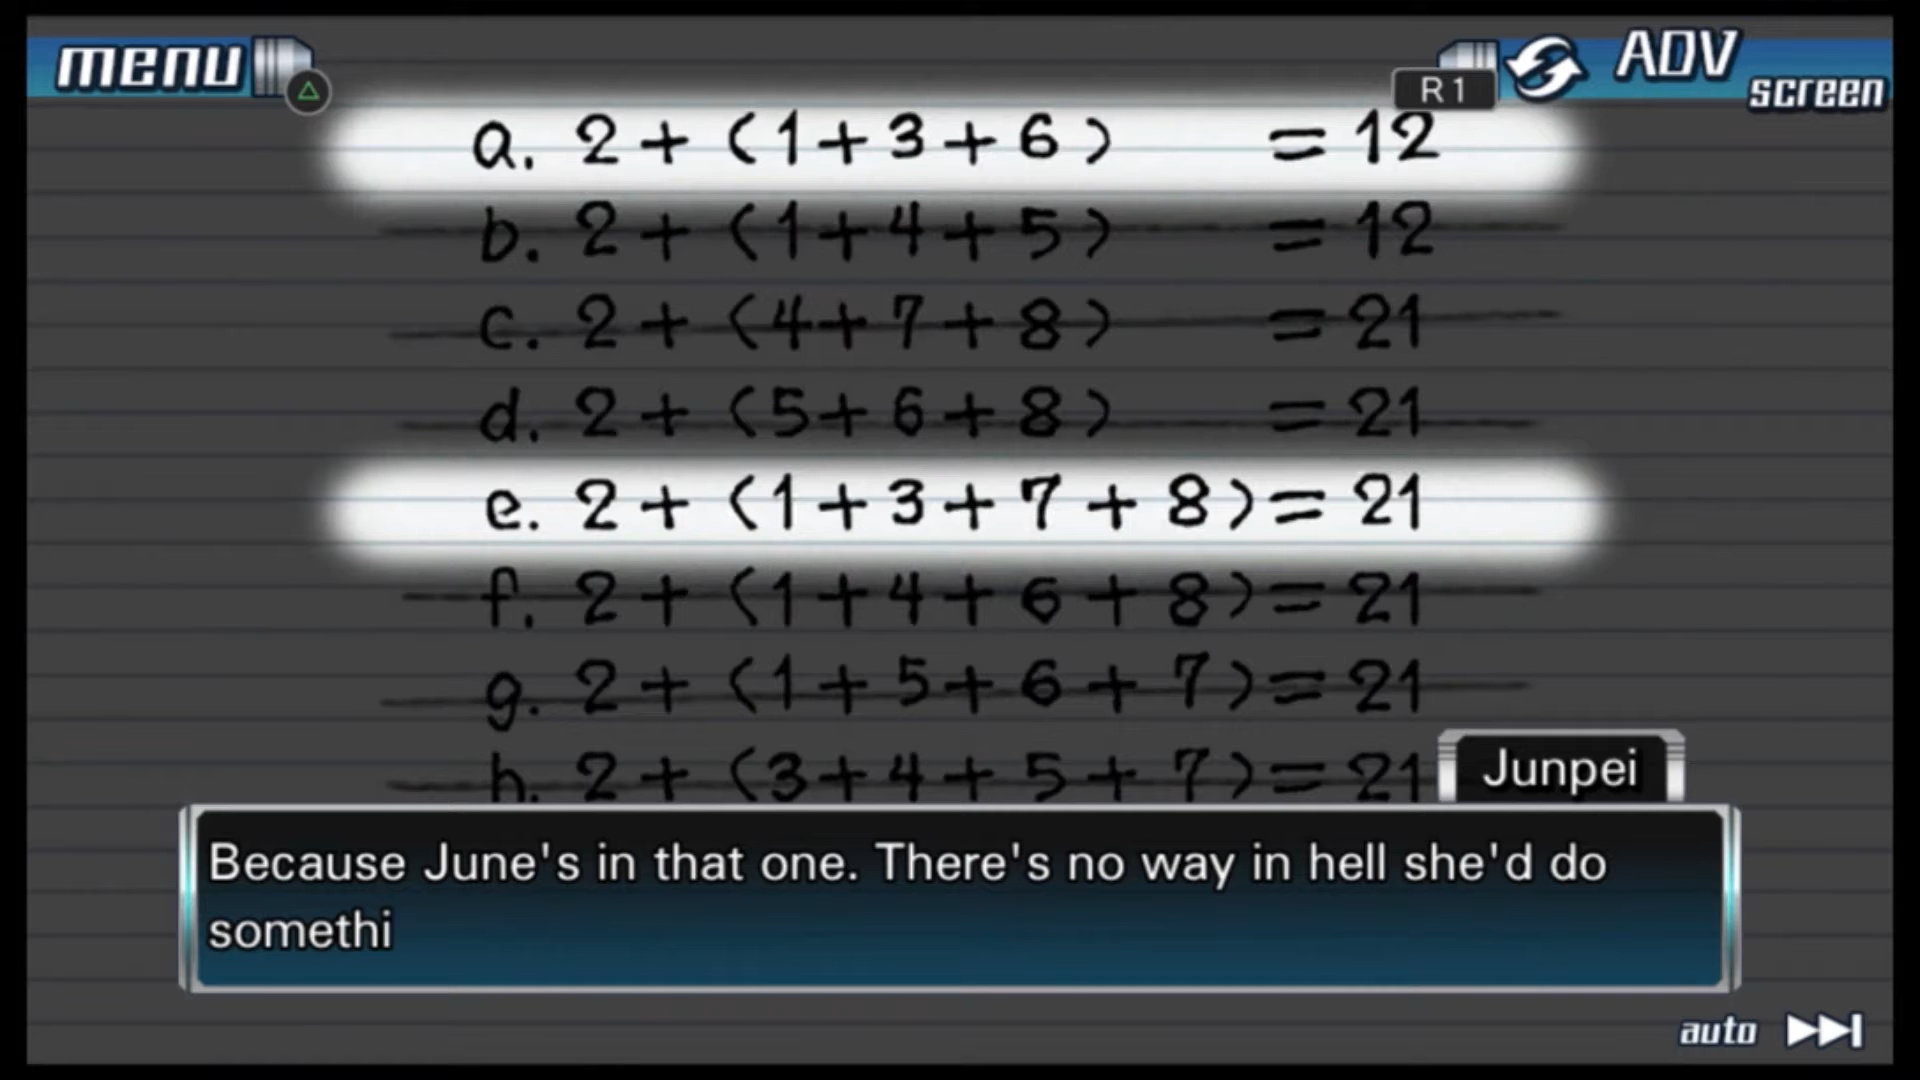 menu
R1
ADV
screen
a. 2 + (1 + 3 + 6) = 12
b. 2 + (1 + 4 + 5) = 12
c. 2 + (4 + 7 + 8) = 21
d. 2 + (5 + 6 + 8) = 21
e. 2 + (1 + 3 + 7 + 8) = 21
f. 2 + (1 + 4 + 6 + 8) = 21
g. 2 + (1 + 5 + 6 + 7) = 21
h. 2 + (3 + 4 + 5 + 7) = 21
Junpei
Because June's in that one. There's no way in hell she'd do
somethi
auto